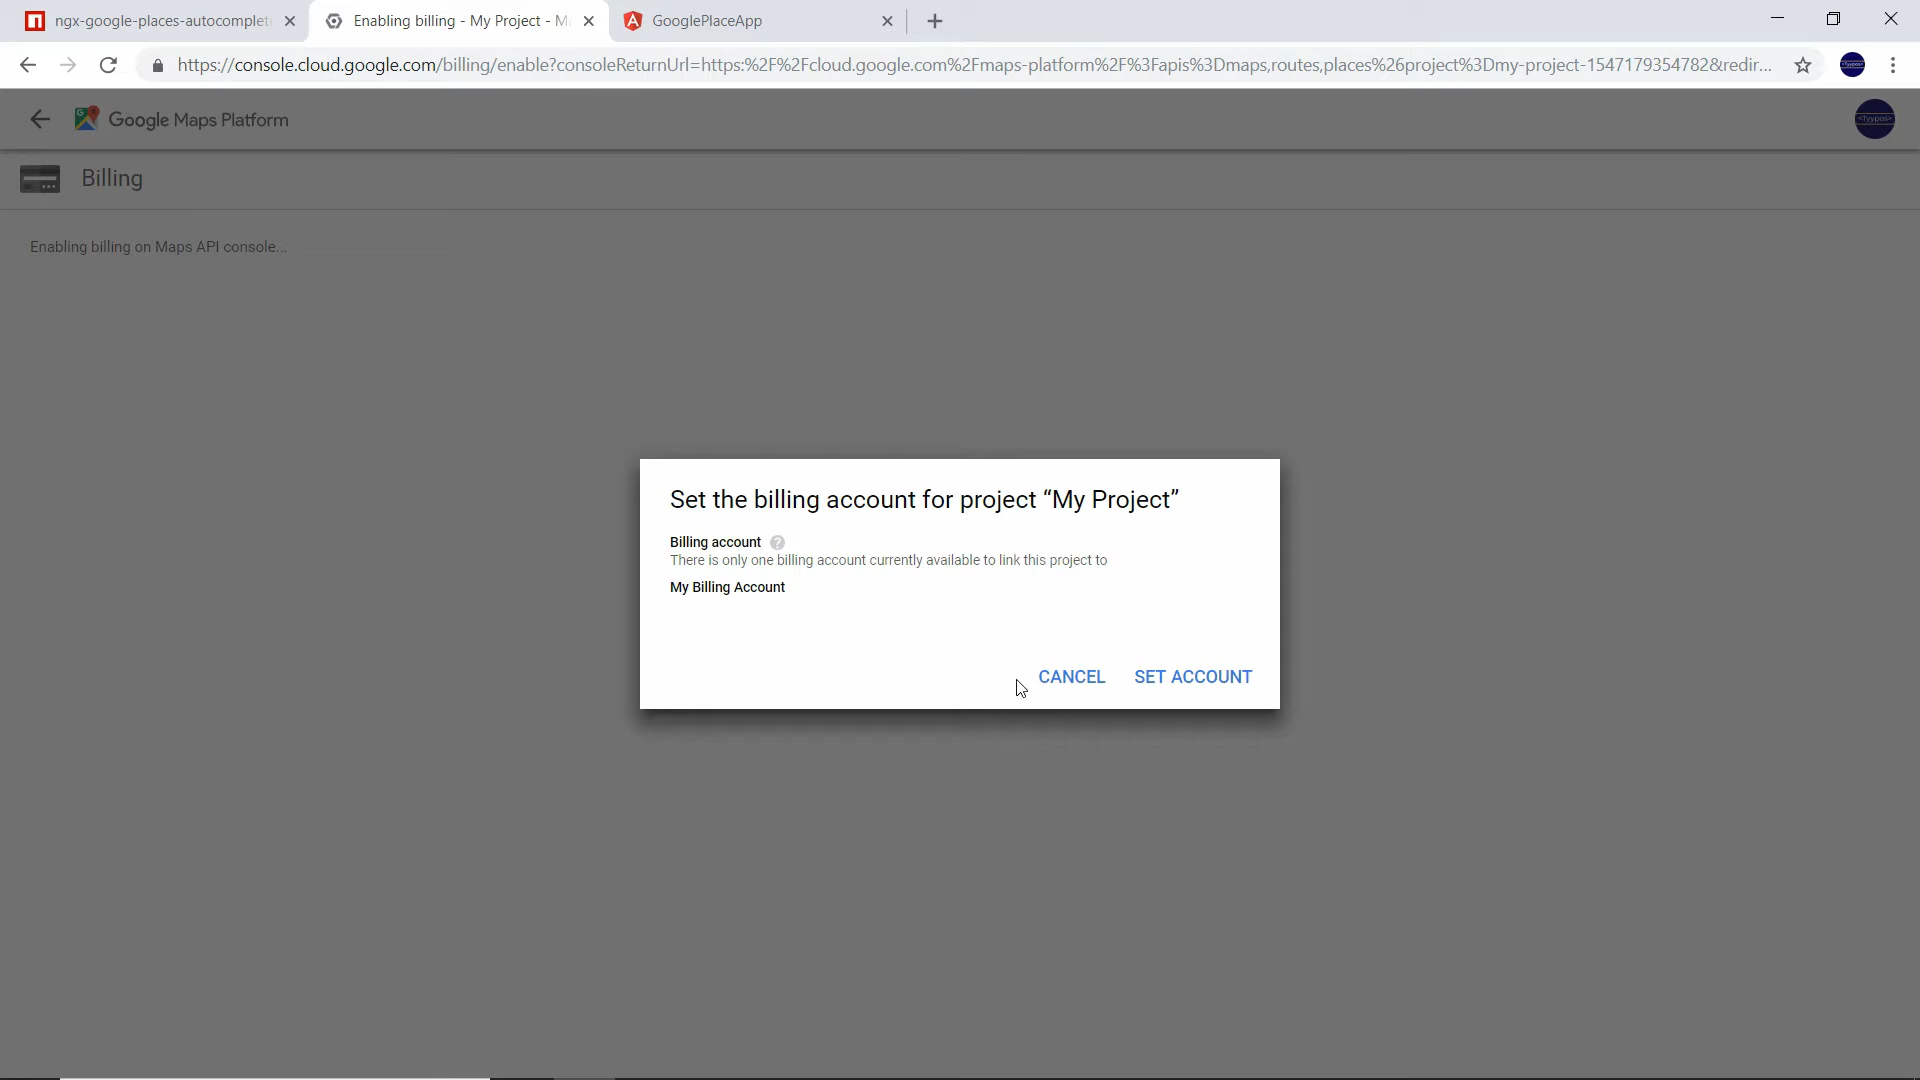 ngx-google-places-autocomplet
Enabling billing - My Project - M
GooglePlaceApp
https://console.cloud.google.com/billing/enable?consoleReturnUrl=https:%2F%2Fcloud.google.com%2Fmaps-platform%2F%3Fapis%3Dmaps,routes,places%26project%3Dmy-project-1547179354782&redir...
Google Maps Platform
<Tyypos>
Billing
Enabling billing on Maps API console...
Set the billing account for project “My Project”
Billing account ?
There is only one billing account currently available to link this project to
My Billing Account
CANCEL SET ACCOUNT